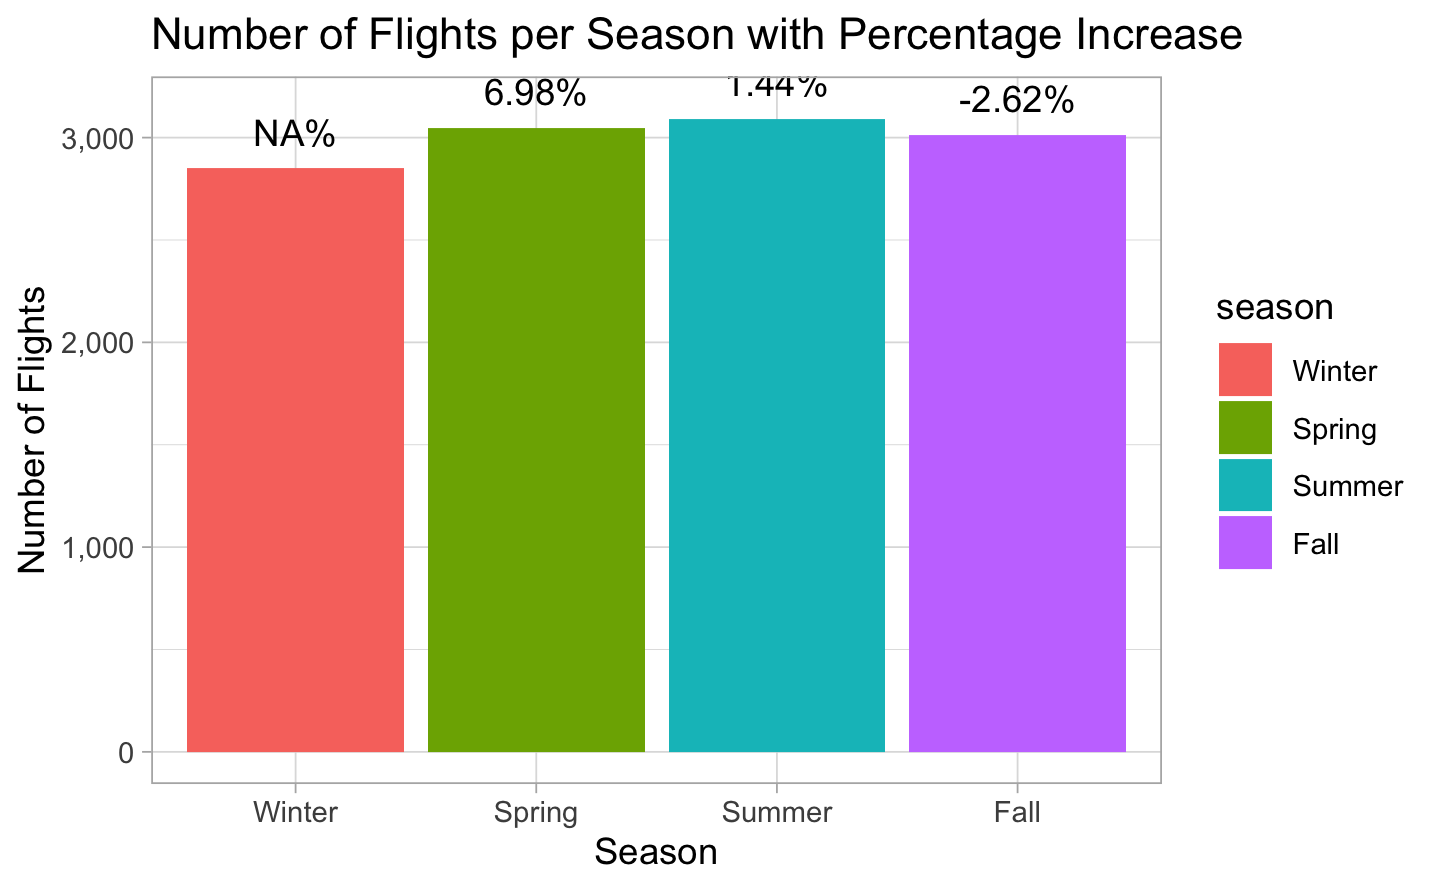 Number of Flights per Season with Percentage Increase
NA%
6.98%
1.44%
-2.62%
3,000
2,000
1,000
0
Number of Flights
Winter
Spring
Summer
Fall
Season
season
Winter
Spring
Summer
Fall